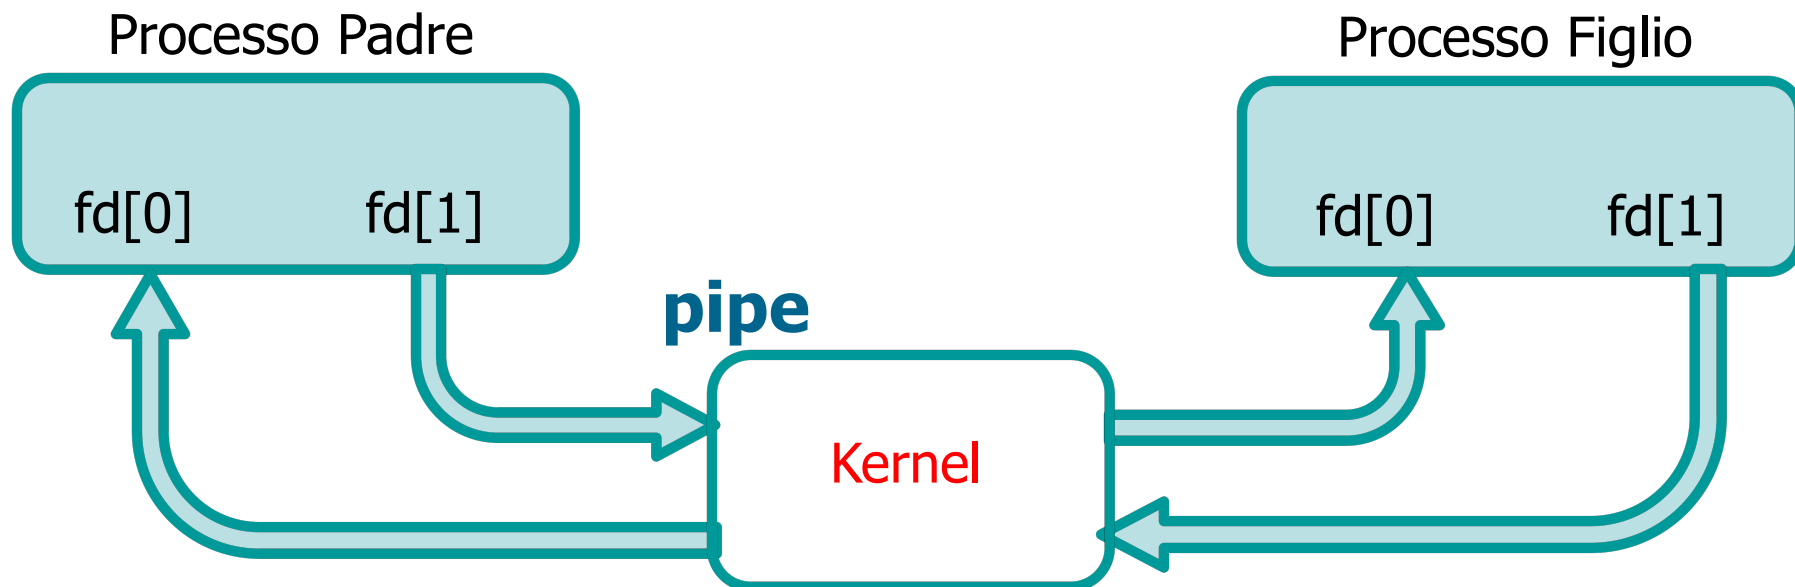 Processo Padre
Processo Figlio
fd[0]
fd[1]
fd[0]
fd[1]
pipe
Kernel